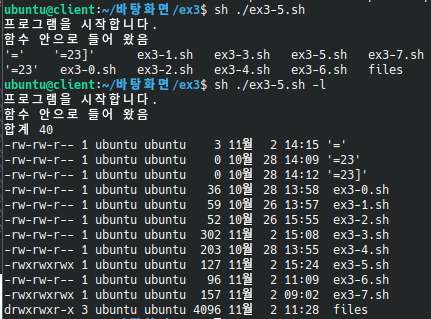 ubuntu@client:~/바탕화면/ex3$ sh ./ex3-5.sh
프로그램을 시작합니다.
함수 안으로 들어 왔음
'='    '=23]'     ex3-1.sh   ex3-3.sh   ex3-5.sh   ex3-7.sh
'=23'   ex3-0.sh   ex3-2.sh   ex3-4.sh   ex3-6.sh   files
ubuntu@client:~/바탕화면/ex3$ sh ./ex3-5.sh -l
프로그램을 시작합니다.
함수 안으로 들어 왔음
합계 40
-rw-rw-r-- 1 ubuntu ubuntu    3 11월  2 14:15 '='
-rw-rw-r-- 1 ubuntu ubuntu    0 10월 28 14:09 '=23'
-rw-rw-r-- 1 ubuntu ubuntu    0 10월 28 14:12 '=23]'
-rw-rw-r-- 1 ubuntu ubuntu   36 10월 28 13:58  ex3-0.sh
-rw-rw-r-- 1 ubuntu ubuntu   59 10월 26 13:57  ex3-1.sh
-rw-rw-r-- 1 ubuntu ubuntu   52 10월 26 15:55  ex3-2.sh
-rw-rw-r-- 1 ubuntu ubuntu  302 11월  2 15:08  ex3-3.sh
-rw-rw-r-- 1 ubuntu ubuntu  203 10월 28 13:55  ex3-4.sh
-rwxrwxrwx 1 ubuntu ubuntu  127 11월  2 15:24  ex3-5.sh
-rw-rw-r-- 1 ubuntu ubuntu   96 11월  2 11:09  ex3-6.sh
-rwxrwxrwx 1 ubuntu ubuntu  157 11월  2 09:02  ex3-7.sh
drwxrwxr-x 3 ubuntu ubuntu 4096 11월  2 11:28  files